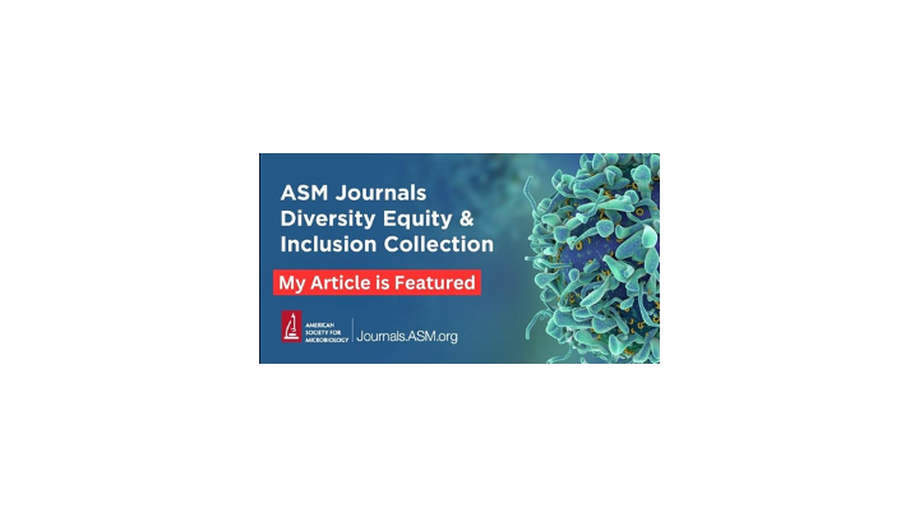 ASM Journals
Diversity Equity &
Inclusion Collection
My Article is Featured
AMERICAN
SOCIETY FOR
MICROBIOLOGY
Journals.ASM.org